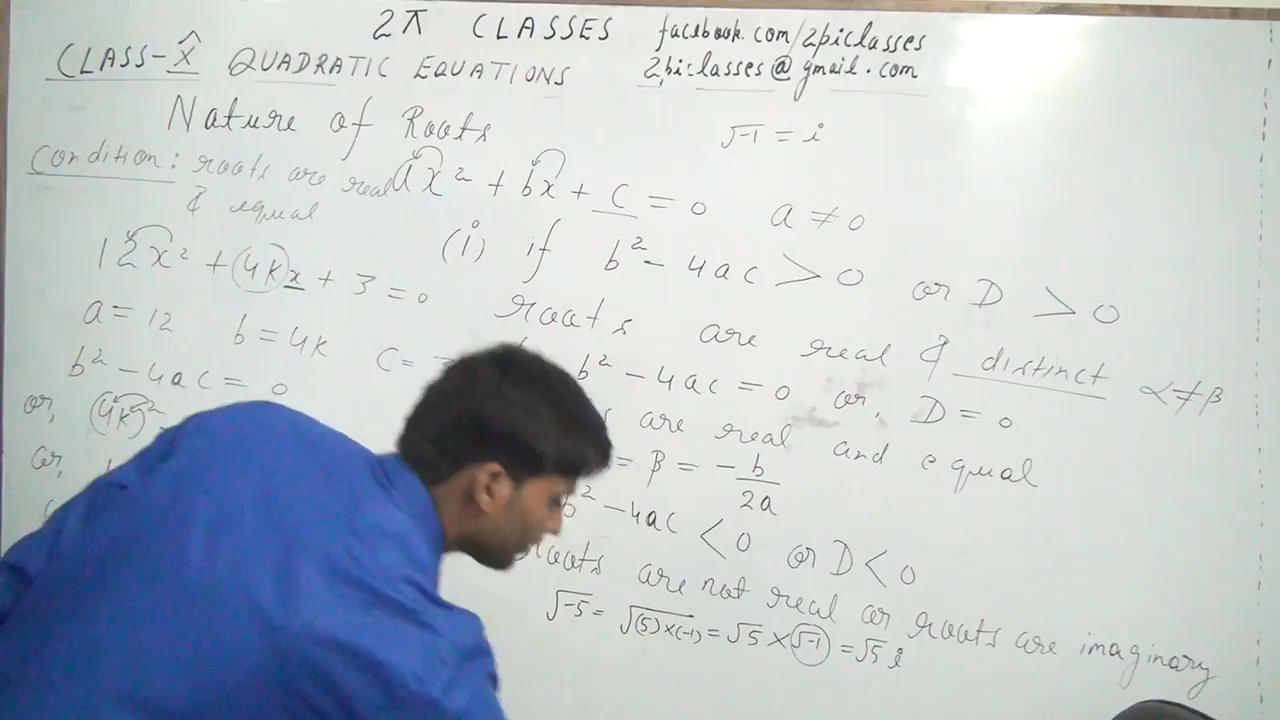 2π CLASSES facebook.com/2piclasses
CLASS-X QUADRATIC EQUATIONS 2piclasses@gmail.com
Nature of Roots √-1 = i
Condition: roots are real & equal
ax² + bx + c = 0 a ≠ 0
12x² + (4k)x + 3 = 0
a = 12 b = 4k c =
b² - 4ac = 0
or, (4k)² -
or,
(i) if b² - 4ac > 0 or D > 0
roots are real & distinct α≠β
b² - 4ac = 0 or, D = 0
are real and equal
= β = -b/2a
b² - 4ac < 0 or D < 0
roots are not real or roots are imaginary
√-5 = √(5)×(-1) = √5 × √-1 = √5 i